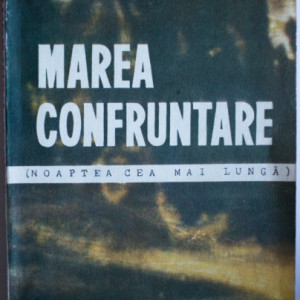 MAREA
CONFRUNTARE
(NOAPTEA CEA MAI LUNGĂ)